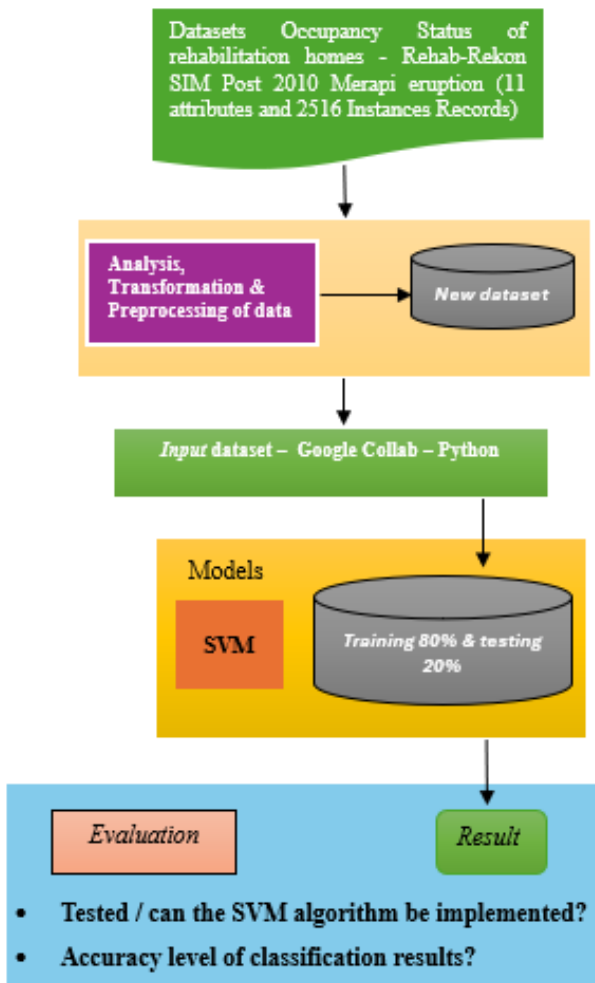 Datasets Occupancy Status of
rehabilitation homes - Rehab-Rekon
SIM Post 2010 Merapi eruption (11
attributes and 2516 Instances Records)
Analysis,
Transformation &
Preprocessing of data
New dataset
Input dataset – Google Collab – Python
Models
SVM
Training 80% & testing
20%
Evaluation
Result
• Tested / can the SVM algorithm be implemented?
• Accuracy level of classification results?